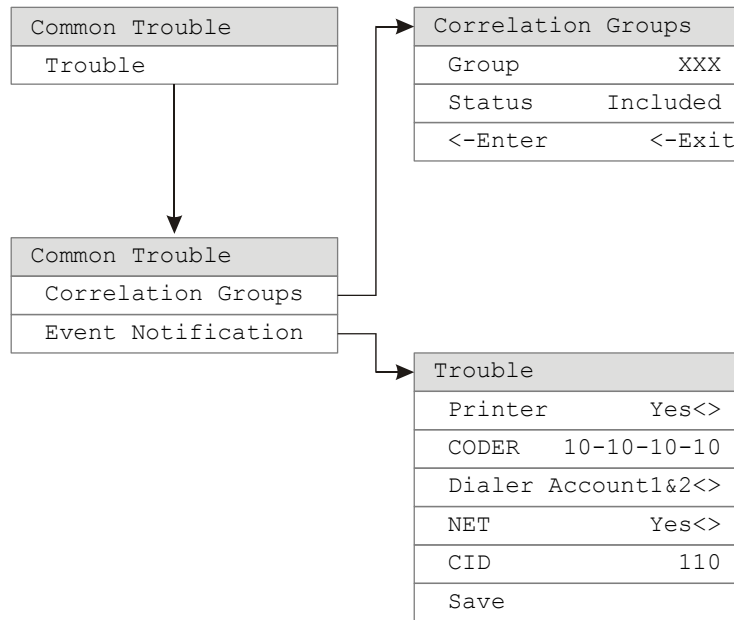 Common Trouble
Trouble
Correlation Groups
Group XXX
Status Included
<-Enter <-Exit
Common Trouble
Correlation Groups
Event Notification
Trouble
Printer Yes<>
CODER 10-10-10-10
Dialer Account1&2<>
NET Yes<>
CID 110
Save